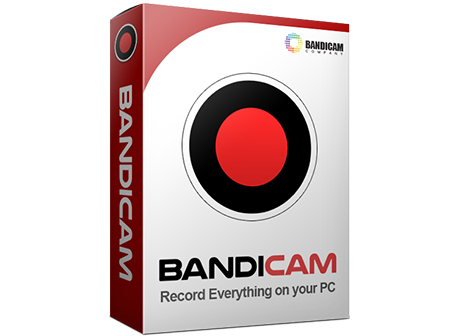 BANDICAM
COMPANY
BANDICAM
BANDICAM
Record Everything on your PC